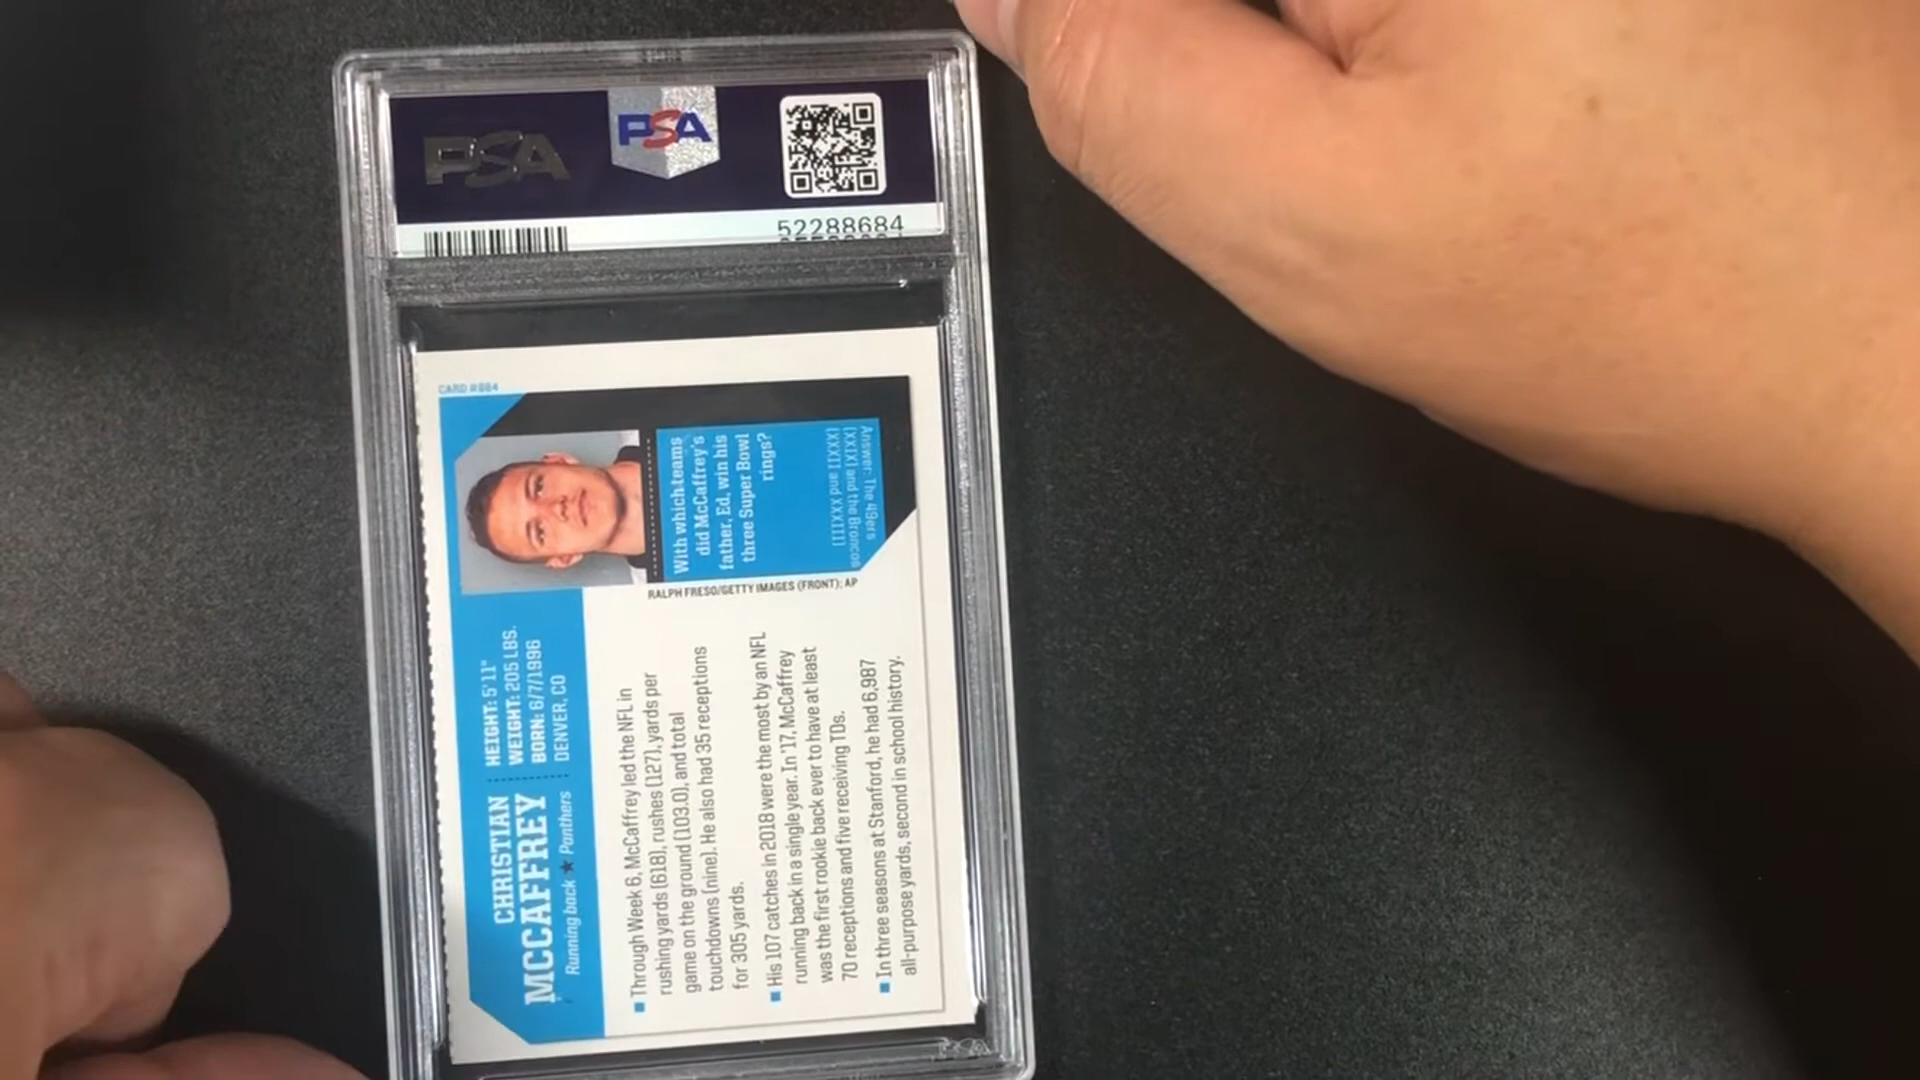 PSA
PSA
52288684
CARD #884
CHRISTIAN
MCCAFFREY
Running back ★ Panthers
HEIGHT: 5'11"
WEIGHT: 205 LBS.
BORN: 6/7/1996
DENVER, CO
■ Through Week 6, McCaffrey led the NFL in
rushing yards (618), rushes (127), yards per
game on the ground (103.0), and total
touchdowns (nine). He also had 35 receptions
for 305 yards.
■ His 107 catches in 2018 were the most by an NFL
running back in a single year. In '17, McCaffrey
was the first rookie back ever to have at least
70 receptions and five receiving TDs.
■ In three seasons at Stanford, he had 6,987
all-purpose yards, second in school history.
With which teams
did McCaffrey's
father, Ed, win his
three Super Bowl
rings?
Answer: The 49ers
(XXIX) and the Broncos
(XXXII and XXXIII)
RALPH FRESO/GETTY IMAGES (FRONT); AP
PSA